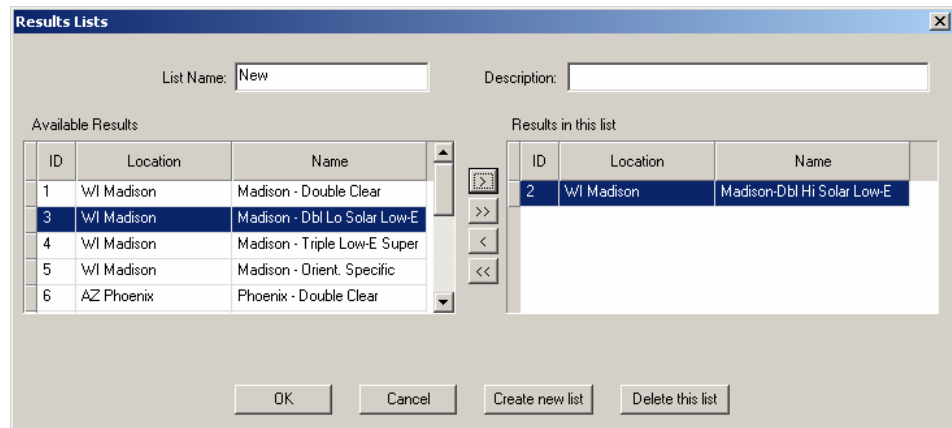 Results Lists
List Name: New
Description:
Available Results
ID Location Name
1 WI Madison Madison - Double Clear
3 WI Madison Madison - Dbl Lo Solar Low-E
4 WI Madison Madison - Triple Low-E Super
5 WI Madison Madison - Orient. Specific
6 AZ Phoenix Phoenix - Double Clear
>
>>
<
<<
Results in this list
ID Location Name
2 WI Madison Madison-Dbl Hi Solar Low-E
OK Cancel Create new list Delete this list